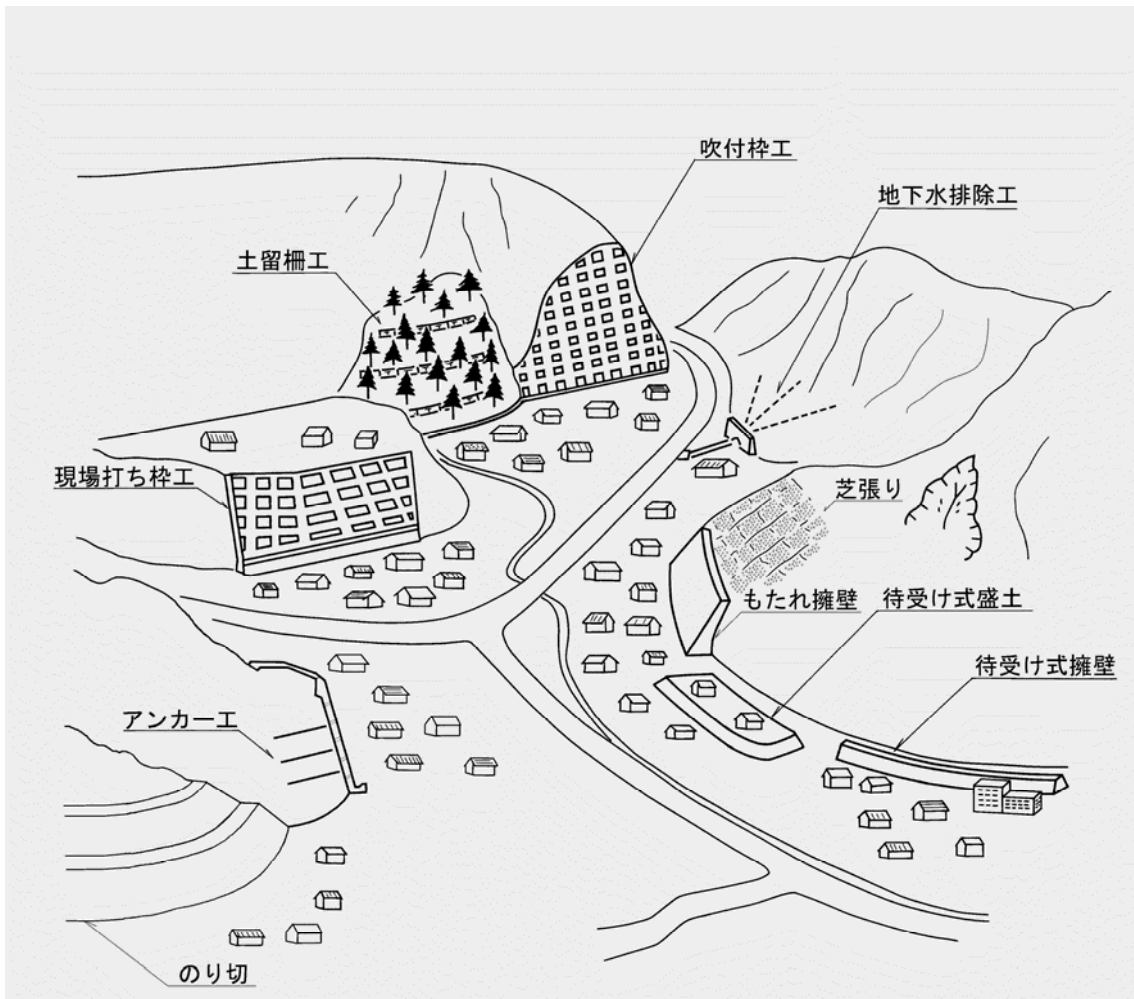 吹付枠工
地下水排除工
土留柵工
現場打ち枠工
芝張り
もたれ擁壁
待受け式盛土
待受け式擁壁
アンカー工
のり切